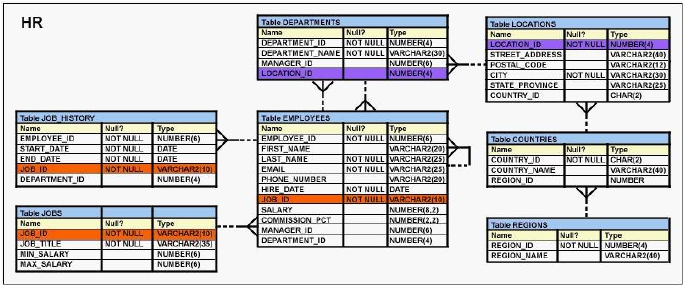 HR
Table DEPARTMENTS
Name Null? Type
DEPARTMENT_ID NOT NULL NUMBER(4)
DEPARTMENT_NAME NOT NULL VARCHAR2(30)
MANAGER_ID NUMBER(6)
LOCATION_ID NUMBER(4)
Table LOCATIONS
Name Null? Type
LOCATION_ID NOT NULL NUMBER(4)
STREET_ADDRESS VARCHAR2(40)
POSTAL_CODE VARCHAR2(12)
CITY NOT NULL VARCHAR2(30)
STATE_PROVINCE VARCHAR2(25)
COUNTRY_ID CHAR(2)
Table JOB_HISTORY
Name Null? Type
EMPLOYEE_ID NOT NULL NUMBER(6)
START_DATE NOT NULL DATE
END_DATE NOT NULL DATE
JOB_ID NOT NULL VARCHAR2(10)
DEPARTMENT_ID NUMBER(4)
Table EMPLOYEES
Name Null? Type
EMPLOYEE_ID NOT NULL NUMBER(6)
FIRST_NAME VARCHAR2(20)
LAST_NAME NOT NULL VARCHAR2(25)
EMAIL NOT NULL VARCHAR2(25)
PHONE_NUMBER VARCHAR2(20)
HIRE_DATE NOT NULL DATE
JOB_ID NOT NULL VARCHAR2(10)
SALARY NUMBER(8,2)
COMMISSION_PCT NUMBER(2,2)
MANAGER_ID NUMBER(6)
DEPARTMENT_ID NUMBER(4)
Table COUNTRIES
Name Null? Type
COUNTRY_ID NOT NULL CHAR(2)
COUNTRY_NAME VARCHAR2(40)
REGION_ID NUMBER
Table JOBS
Name Null? Type
JOB_ID NOT NULL VARCHAR2(10)
JOB_TITLE NOT NULL VARCHAR2(35)
MIN_SALARY NUMBER(6)
MAX_SALARY NUMBER(6)
Table REGIONS
Name Null? Type
REGION_ID NOT NULL NUMBER(4)
REGION_NAME VARCHAR2(40)